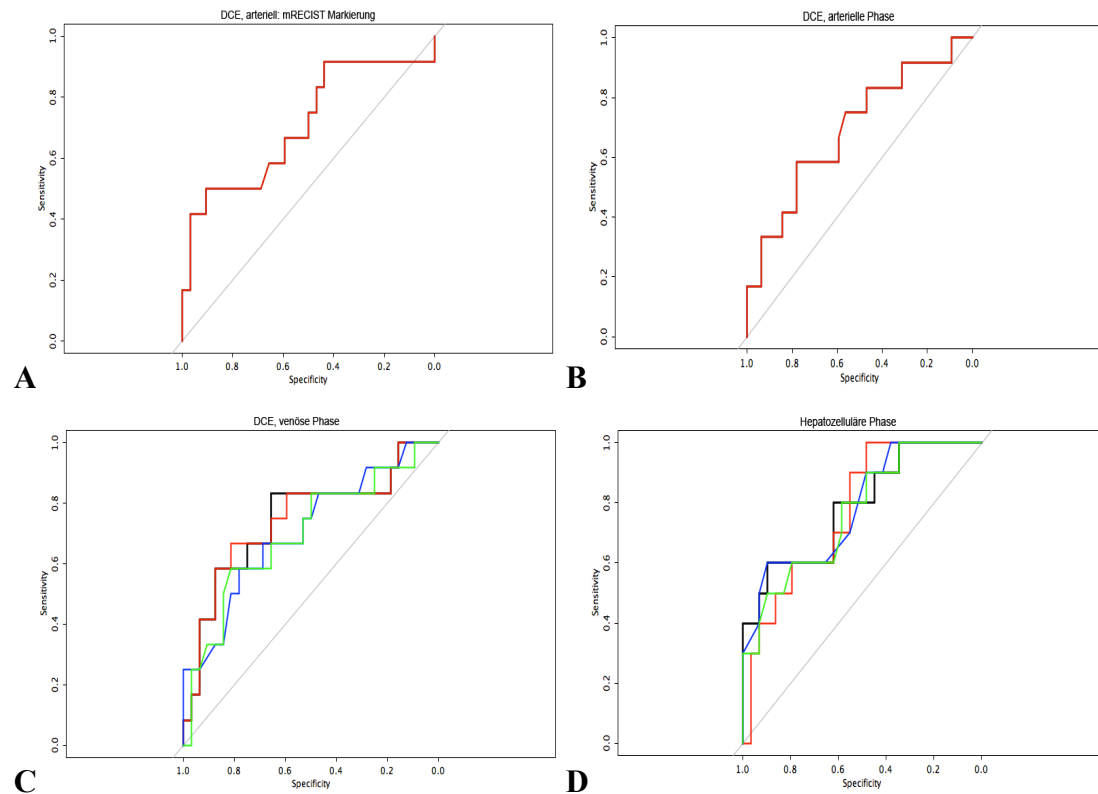 DCE, arteriell: mRECIST Markierung
Sensitivity
1.0
0.8
0.6
0.4
0.2
0.0
1.0 0.8 0.6 0.4 0.2 0.0
Specificity
A
DCE, arterielle Phase
Sensitivity
1.0
0.8
0.6
0.4
0.2
0.0
1.0 0.8 0.6 0.4 0.2 0.0
Specificity
B
DCE, venöse Phase
Sensitivity
1.0
0.8
0.6
0.4
0.2
0.0
1.0 0.8 0.6 0.4 0.2 0.0
Specificity
C
Hepatozelluläre Phase
Sensitivity
1.0
0.8
0.6
0.4
0.2
0.0
1.0 0.8 0.6 0.4 0.2 0.0
Specificity
D